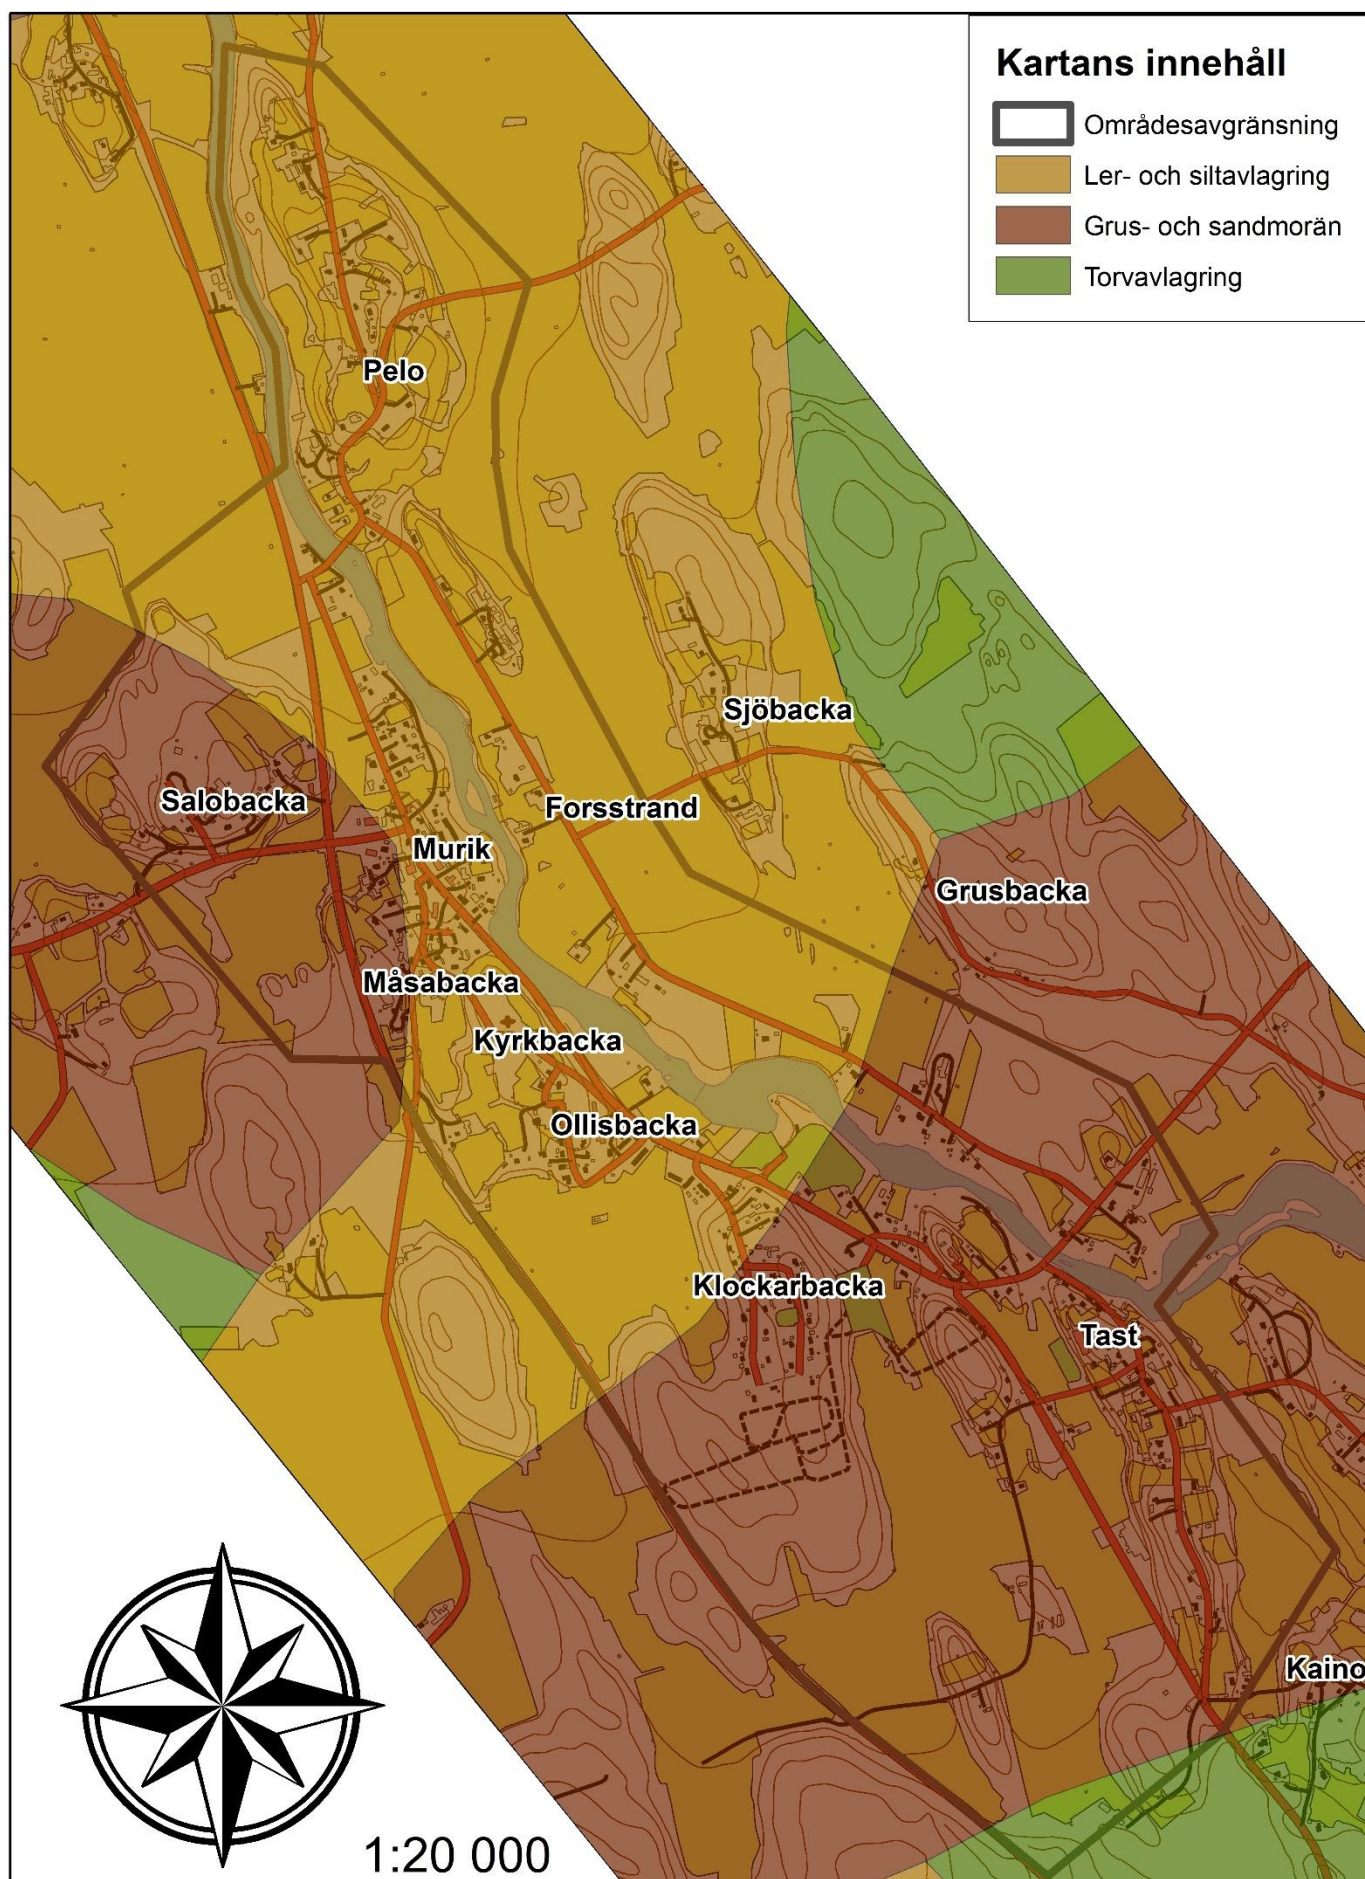 Kartans innehåll
Områdesavgränsning
Ler- och siltavlagring
Grus- och sandmorän
Torvavlagring
Pelo
Sjöbacka
Salobacka
Forsstrand
Murik
Grusbacka
Måsabacka
Kyrkbacka
Ollisbacka
Klockarbacka
Tast
Kaino
1:20 000